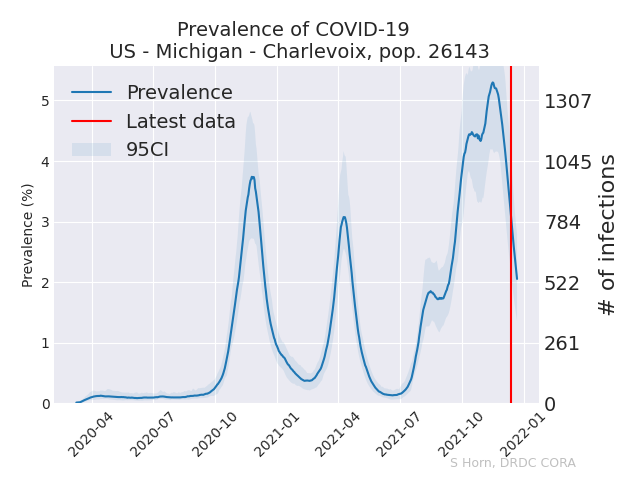 Prevalence of COVID-19
US - Michigan - Charlevoix, pop. 26143
Prevalence
Latest data
95CI
Prevalence (%)
5
4
3
2
1
0
1307
1045
784
522
261
0
# of infections
2020-04
2020-07
2020-10
2021-01
2021-04
2021-07
2021-10
2022-01
S Horn, DRDC CORA